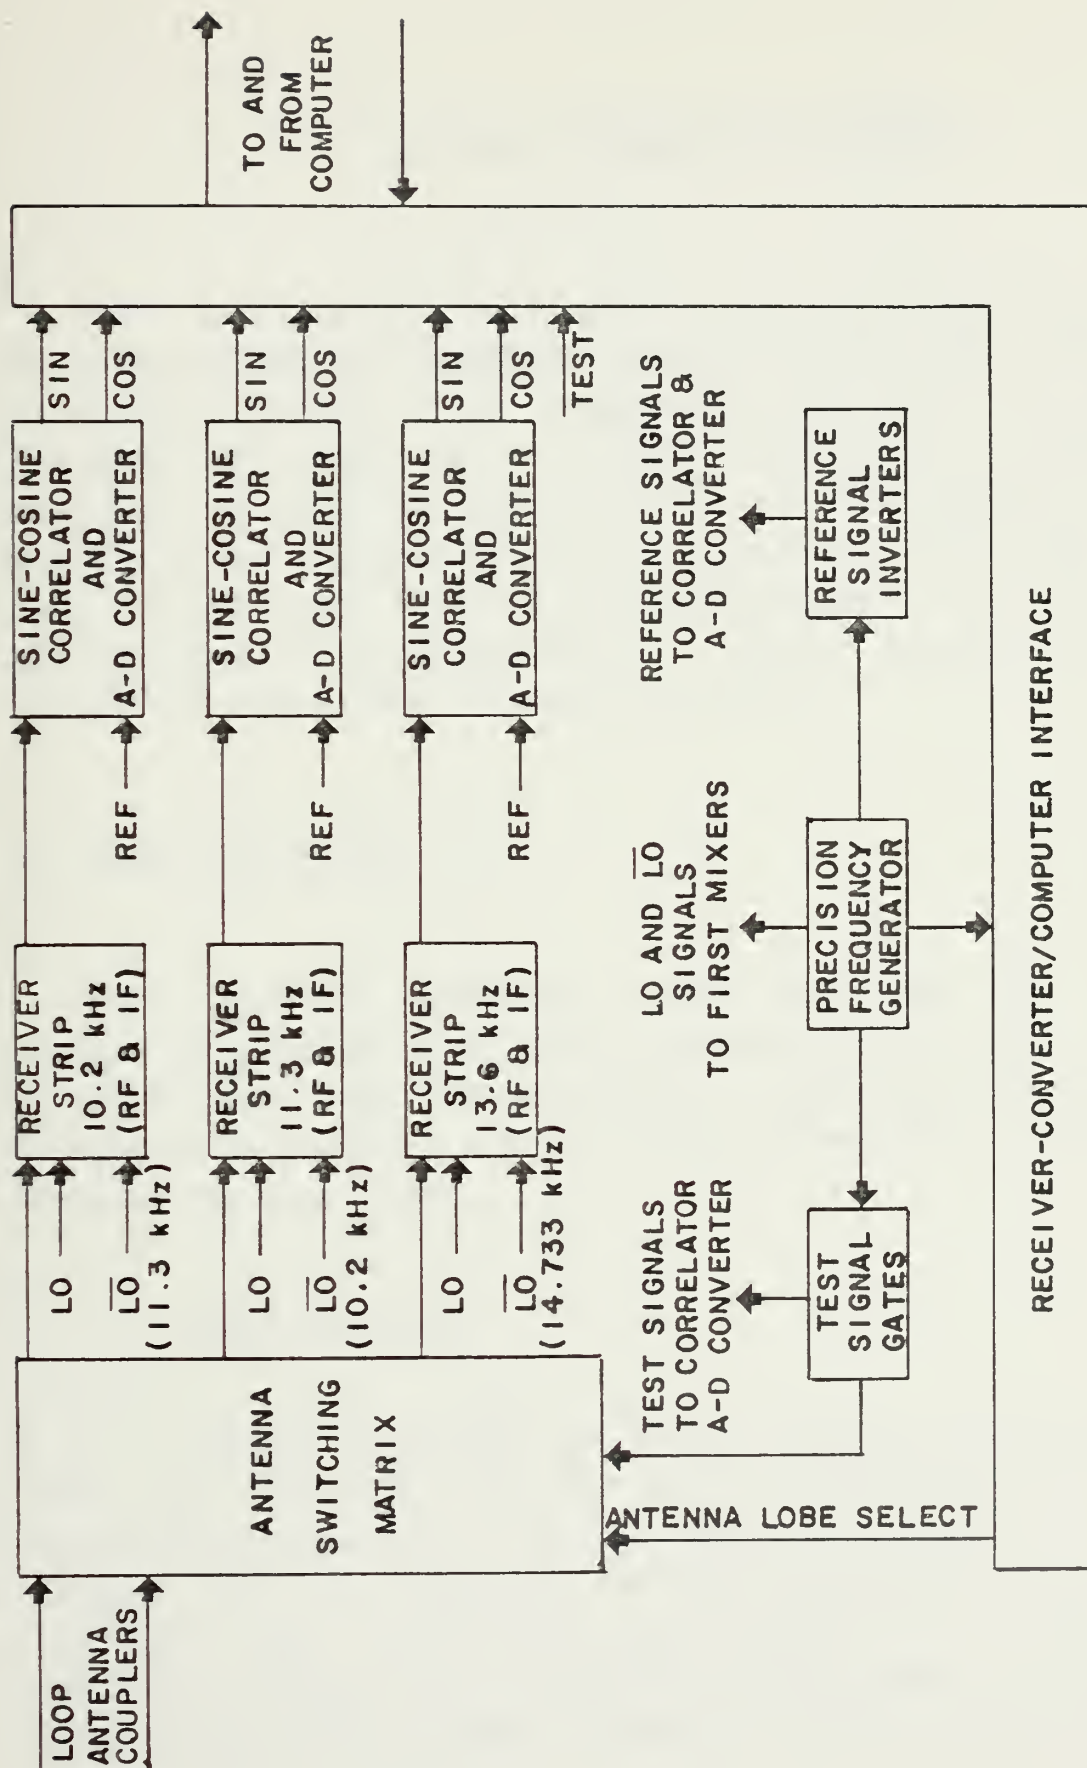 LOOP
ANTENNA
COUPLERS
ANTENNA
SWITCHING
MATRIX
LO
L̅O̅
(11.3 kHz)
RECEIVER
STRIP
10.2 kHz
(RF & IF)
REF
SINE-COSINE
CORRELATOR
AND
A-D CONVERTER
SIN
COS
LO
L̅O̅
(10.2 kHz)
RECEIVER
STRIP
11.3 kHz
(RF & IF)
REF
SINE-COSINE
CORRELATOR
AND
A-D CONVERTER
SIN
COS
LO
L̅O̅
(14.733 kHz)
RECEIVER
STRIP
13.6 kHz
(RF & IF)
REF
SINE-COSINE
CORRELATOR
AND
A-D CONVERTER
SIN
COS
TEST
TO AND
FROM
COMPUTER
ANTENNA LOBE SELECT
TEST SIGNALS
TO CORRELATOR
A-D CONVERTER
TEST
SIGNAL
GATES
LO AND L̅O̅
SIGNALS
TO FIRST MIXERS
PRECISION
FREQUENCY
GENERATOR
REFERENCE SIGNALS
TO CORRELATOR &
A-D CONVERTER
REFERENCE
SIGNAL
INVERTERS
RECEIVER-CONVERTER/COMPUTER INTERFACE